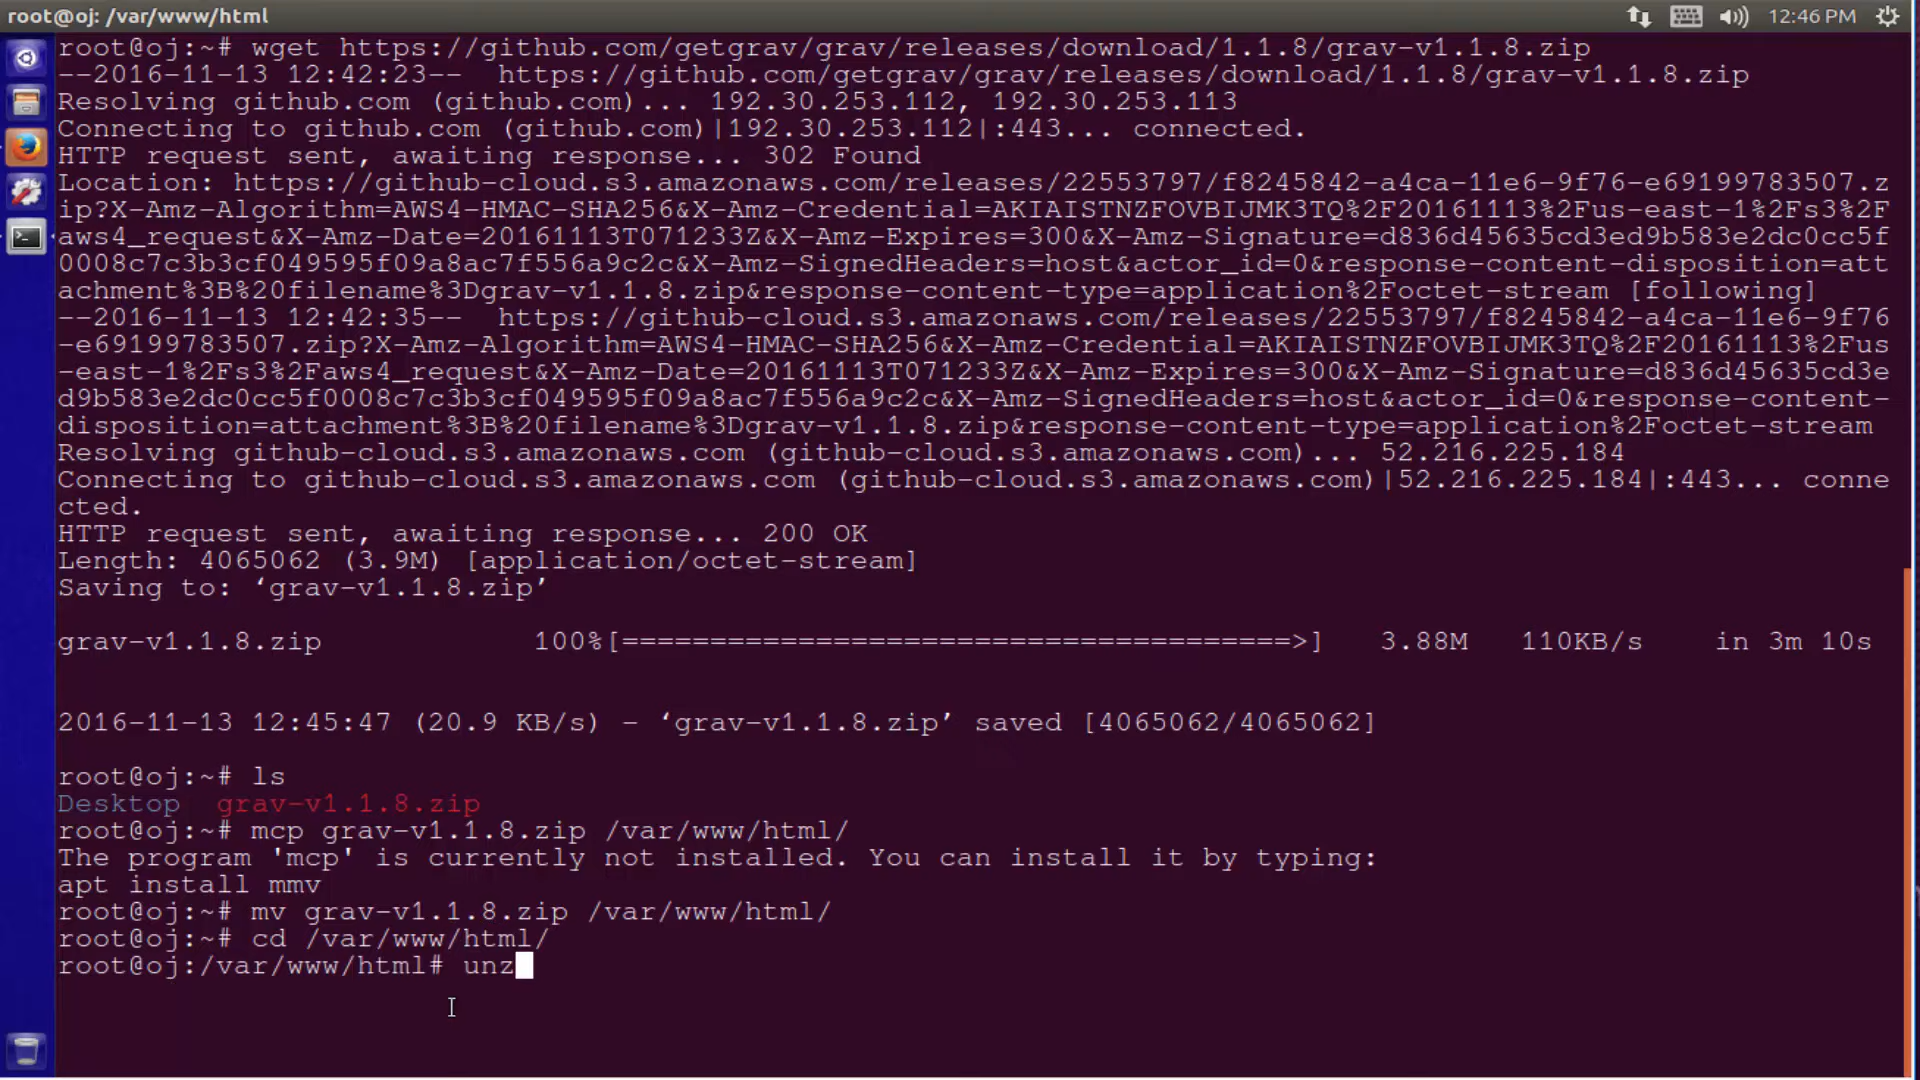 root@oj: /var/www/html
12:46 PM
root@oj:~# wget https://github.com/getgrav/grav/releases/download/1.1.8/grav-v1.1.8.zip
--2016-11-13 12:42:23--  https://github.com/getgrav/grav/releases/download/1.1.8/grav-v1.1.8.zip
Resolving github.com (github.com)... 192.30.253.112, 192.30.253.113
Connecting to github.com (github.com)|192.30.253.112|:443... connected.
HTTP request sent, awaiting response... 302 Found
Location: https://github-cloud.s3.amazonaws.com/releases/22553797/f8245842-a4ca-11e6-9f76-e69199783507.z
ip?X-Amz-Algorithm=AWS4-HMAC-SHA256&X-Amz-Credential=AKIAISTNZFOVBIJMK3TQ%2F20161113%2Fus-east-1%2Fs3%2F
aws4_request&X-Amz-Date=20161113T071233Z&X-Amz-Expires=300&X-Amz-Signature=d836d45635cd3ed9b583e2dc0cc5f
0008c7c3b3cf049595f09a8ac7f556a9c2c&X-Amz-SignedHeaders=host&actor_id=0&response-content-disposition=att
achment%3B%20filename%3Dgrav-v1.1.8.zip&response-content-type=application%2Foctet-stream [following]
--2016-11-13 12:42:35--  https://github-cloud.s3.amazonaws.com/releases/22553797/f8245842-a4ca-11e6-9f76
-e69199783507.zip?X-Amz-Algorithm=AWS4-HMAC-SHA256&X-Amz-Credential=AKIAISTNZFOVBIJMK3TQ%2F20161113%2Fus
-east-1%2Fs3%2Faws4_request&X-Amz-Date=20161113T071233Z&X-Amz-Expires=300&X-Amz-Signature=d836d45635cd3e
d9b583e2dc0cc5f0008c7c3b3cf049595f09a8ac7f556a9c2c&X-Amz-SignedHeaders=host&actor_id=0&response-content-
disposition=attachment%3B%20filename%3Dgrav-v1.1.8.zip&response-content-type=application%2Foctet-stream
Resolving github-cloud.s3.amazonaws.com (github-cloud.s3.amazonaws.com)... 52.216.225.184
Connecting to github-cloud.s3.amazonaws.com (github-cloud.s3.amazonaws.com)|52.216.225.184|:443... conne
cted.
HTTP request sent, awaiting response... 200 OK
Length: 4065062 (3.9M) [application/octet-stream]
Saving to: ‘grav-v1.1.8.zip’
grav-v1.1.8.zip 100%[======================================>] 3.88M 110KB/s in 3m 10s
2016-11-13 12:45:47 (20.9 KB/s) - ‘grav-v1.1.8.zip’ saved [4065062/4065062]
root@oj:~# ls
Desktop  grav-v1.1.8.zip
root@oj:~# mcp grav-v1.1.8.zip /var/www/html/
The program 'mcp' is currently not installed. You can install it by typing:
apt install mmv
root@oj:~# mv grav-v1.1.8.zip /var/www/html/
root@oj:~# cd /var/www/html/
root@oj:/var/www/html# unz